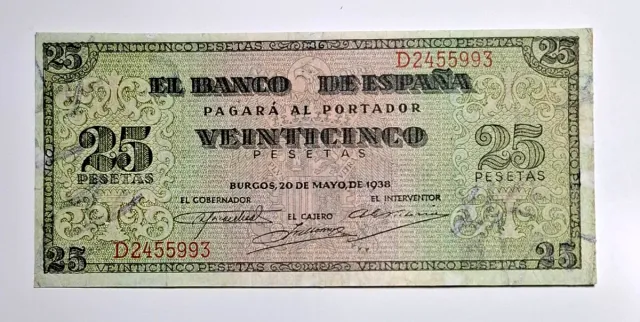 25 VEINTICINCO PESETAS VEINTICINCO PESETAS 25
D2455993
EL BANCO DE ESPAÑA
PAGARÁ AL PORTADOR
25 VEINTICINCO 25
PESETAS PESETAS PESETAS
BURGOS, 20 DE MAYO, DE 1938
EL GOBERNADOR EL INTERVENTOR
EL CAJERO
D2455993
25 VEINTICINCO PESETAS VEINTICINCO PESETAS 25